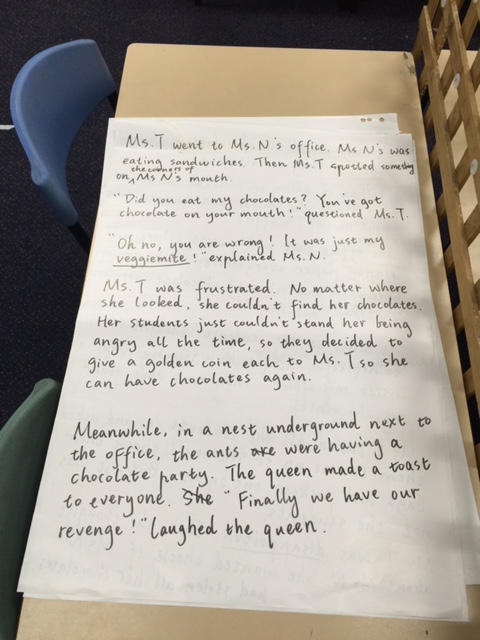 Ms. T went to Ms. N's office. Ms. N's was
eating sandwiches. Then Ms. T spotted something
the corners of
on Ms N's mouth.
"Did you eat my chocolates? You've got
chocolate on your mouth!" questioned Ms. T.
"Oh no, you are wrong! It was just my
veggiemite!" explained Ms. N.
Ms. T was frustrated. No matter where
she looked, she couldn't find her chocolates.
Her students just couldn't stand her being
angry all the time, so they decided to
give a golden coin each to Ms. T so she
can have chocolates again.
Meanwhile, in a nest underground next to
the office, the ants are were having a
chocolate party. The queen made a toast
to everyone. She "Finally we have our
revenge!" laughed the queen.